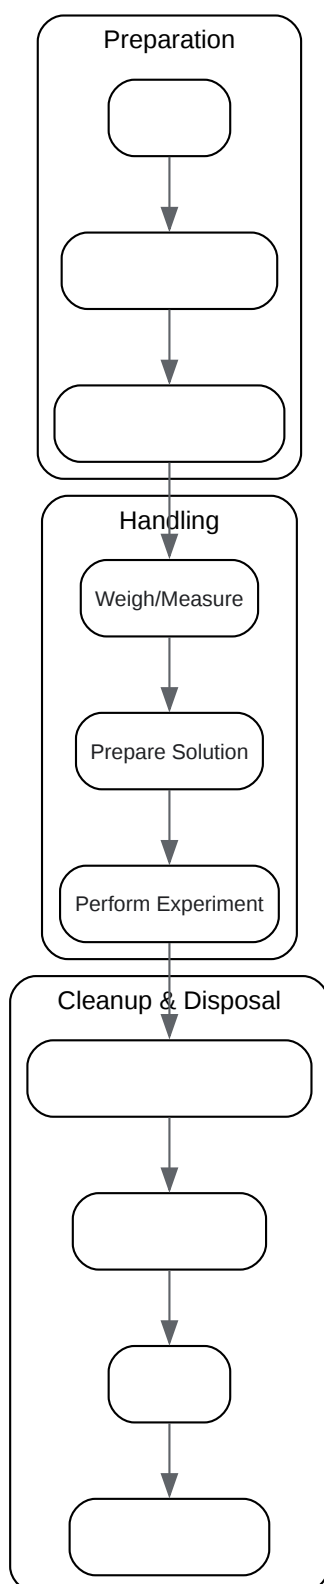 Preparation
Handling
Weigh/Measure
Prepare Solution
Perform Experiment
Cleanup & Disposal